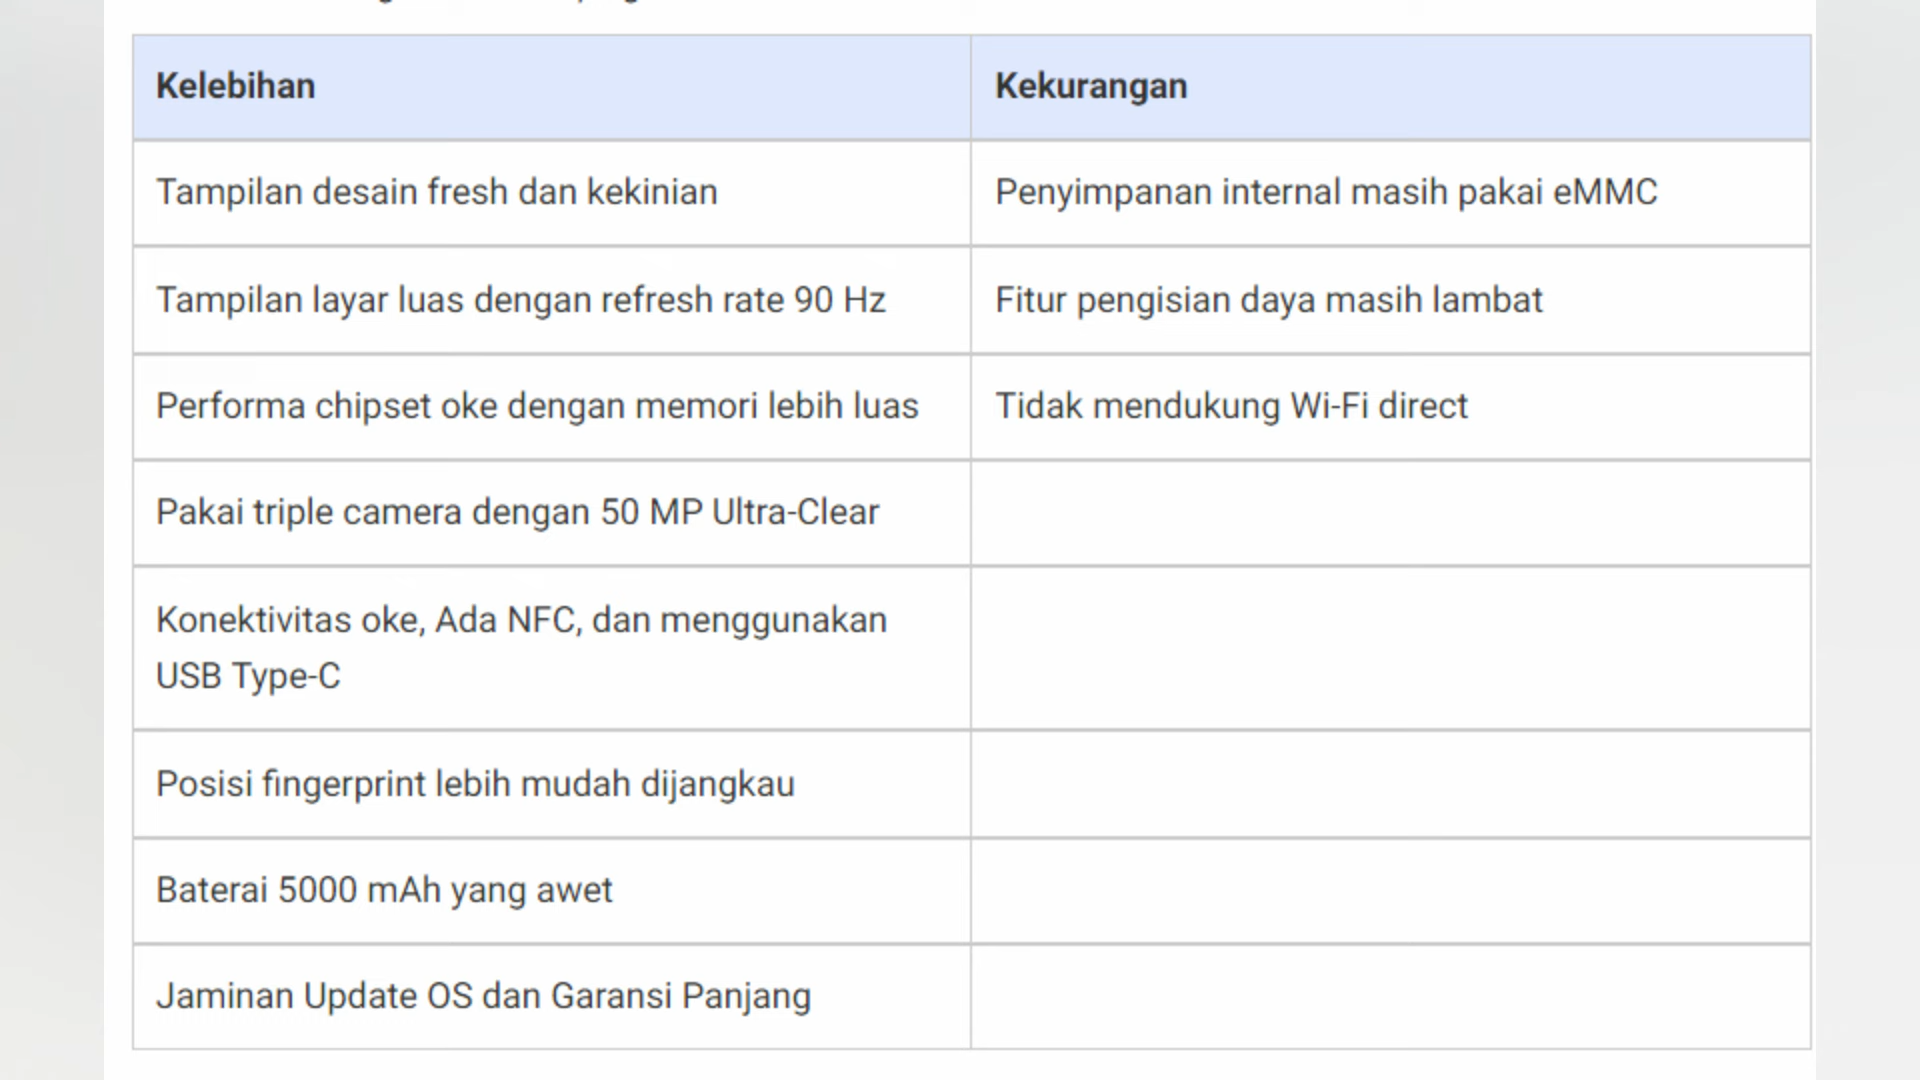 Kelebihan
Kekurangan
Tampilan desain fresh dan kekinian
Penyimpanan internal masih pakai eMMC
Tampilan layar luas dengan refresh rate 90 Hz
Fitur pengisian daya masih lambat
Performa chipset oke dengan memori lebih luas
Tidak mendukung Wi-Fi direct
Pakai triple camera dengan 50 MP Ultra-Clear
Konektivitas oke, Ada NFC, dan menggunakan
USB Type-C
Posisi fingerprint lebih mudah dijangkau
Baterai 5000 mAh yang awet
Jaminan Update OS dan Garansi Panjang